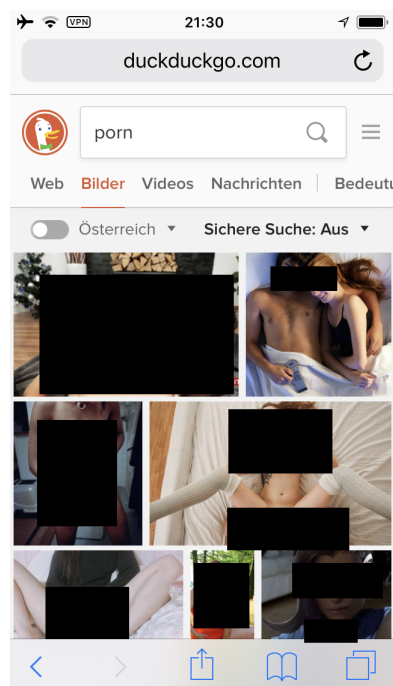 VPN 21:30
duckduckgo.com
porn
Web Bilder Videos Nachrichten Bedeutu
Österreich Sichere Suche: Aus